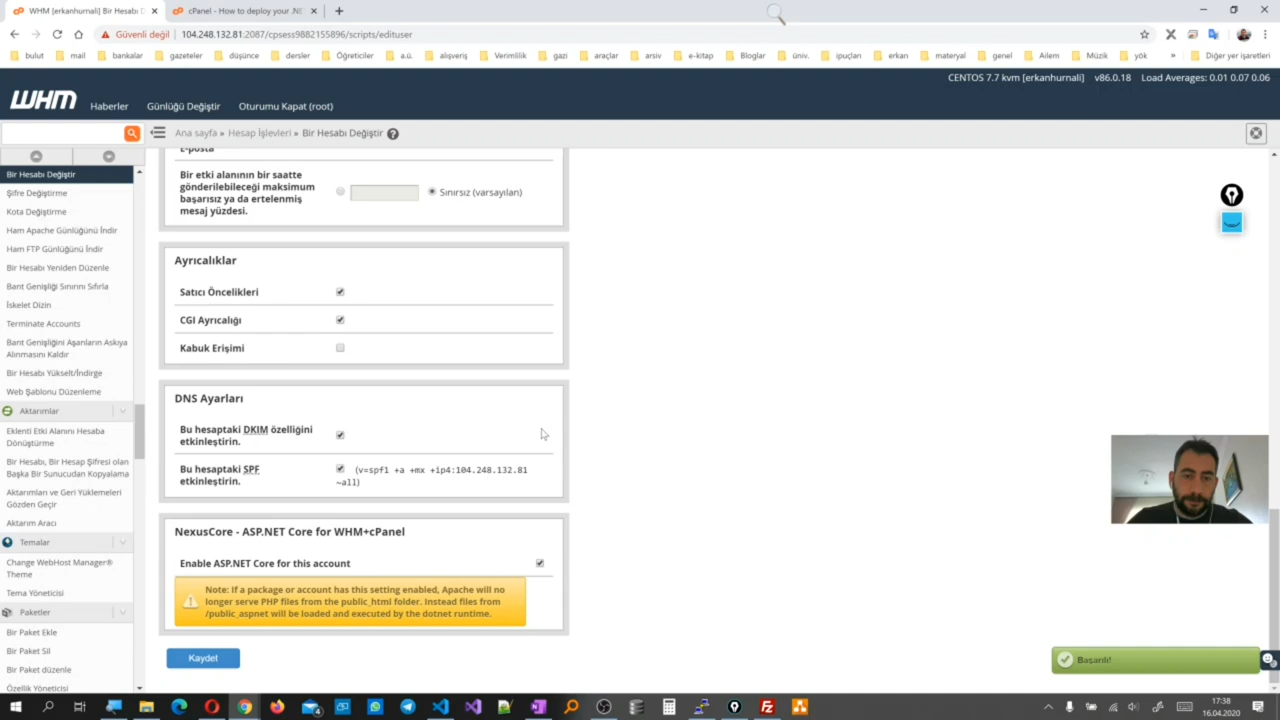 WHM [erkanhurnali] Bir Hesabı D
cPanel - How to deploy your .NE
Güvenli değil
104.248.132.81:2087/cpsess9882155896/scripts/edituser
bulut mail bankalar gazeteler düşünce dersler Öğreticiler a.ü. alışveriş Verimlilik gazi araçlar arsiv e-kitap Bloglar üniv. ipuçları erkan materyal genel Ailem Müzik yök » Diğer yer işaretleri
CENTOS 7.7 kvm [erkanhurnali] v86.0.18 Load Averages: 0.01 0.07 0.06
WHM Haberler Günlüğü Değiştir Oturumu Kapat (root)
Ana sayfa » Hesap İşlevleri » Bir Hesabı Değiştir
Bir Hesabı Değiştir
Şifre Değiştirme
Kota Değiştirme
Ham Apache Günlüğünü İndir
Ham FTP Günlüğünü İndir
Bir Hesabı Yeniden Düzenle
Bant Genişliği Sınırını Sıfırla
İskelet Dizin
Terminate Accounts
Bant Genişliğini Aşanların Askıya
Alınmasını Kaldır
Bir Hesabı Yükselt/İndirge
Web Şablonu Düzenleme
Aktarımlar
Eklenti Etki Alanını Hesaba
Dönüştürme
Bir Hesabı, Bir Hesap Şifresi olan
Başka Bir Sunucudan Kopyalama
Aktarımları ve Geri Yüklemeleri
Gözden Geçir
Aktarım Aracı
Temalar
Change WebHost Manager®
Theme
Tema Yöneticisi
Paketler
Bir Paket Ekle
Bir Paket Sil
Bir Paket düzenle
Özellik Yöneticisi
E-posta
Bir etki alanının bir saatte
gönderilebileceği maksimum
başarısız ya da ertelenmiş
mesaj yüzdesi.
Sınırsız (varsayılan)
Ayrıcalıklar
Satıcı Öncelikleri
CGI Ayrıcalığı
Kabuk Erişimi
DNS Ayarları
Bu hesaptaki DKIM özelliğini
etkinleştirin.
Bu hesaptaki SPF
etkinleştirin.
(v=spf1 +a +mx +ip4:104.248.132.81
~all)
NexusCore - ASP.NET Core for WHM+cPanel
Enable ASP.NET Core for this account
Note: If a package or account has this setting enabled, Apache will no
longer serve PHP files from the public_html folder. Instead files from
/public_aspnet will be loaded and executed by the dotnet runtime.
Kaydet
Başarılı!
17:38
16.04.2020